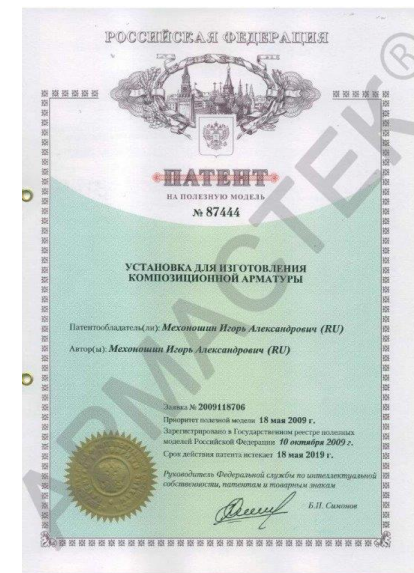 РОССИЙСКАЯ ФЕДЕРАЦИЯ
ПАТЕНТ
НА ПОЛЕЗНУЮ МОДЕЛЬ
№ 87444
УСТАНОВКА ДЛЯ ИЗГОТОВЛЕНИЯ
КОМПОЗИЦИОННОЙ АРМАТУРЫ
Патентообладатель(ли): Мехоношин Игорь Александрович (RU)
Автор(ы): Мехоношин Игорь Александрович (RU)
Заявка № 2009118706
Приоритет полезной модели 18 мая 2009 г.
Зарегистрировано в Государственном реестре полезных
моделей Российской Федерации 10 октября 2009 г.
Срок действия патента истекает 18 мая 2019 г.
Руководитель Федеральной службы по интеллектуальной
собственности, патентам и товарным знакам
Б.П. Симонов
АРМАСТЕК®